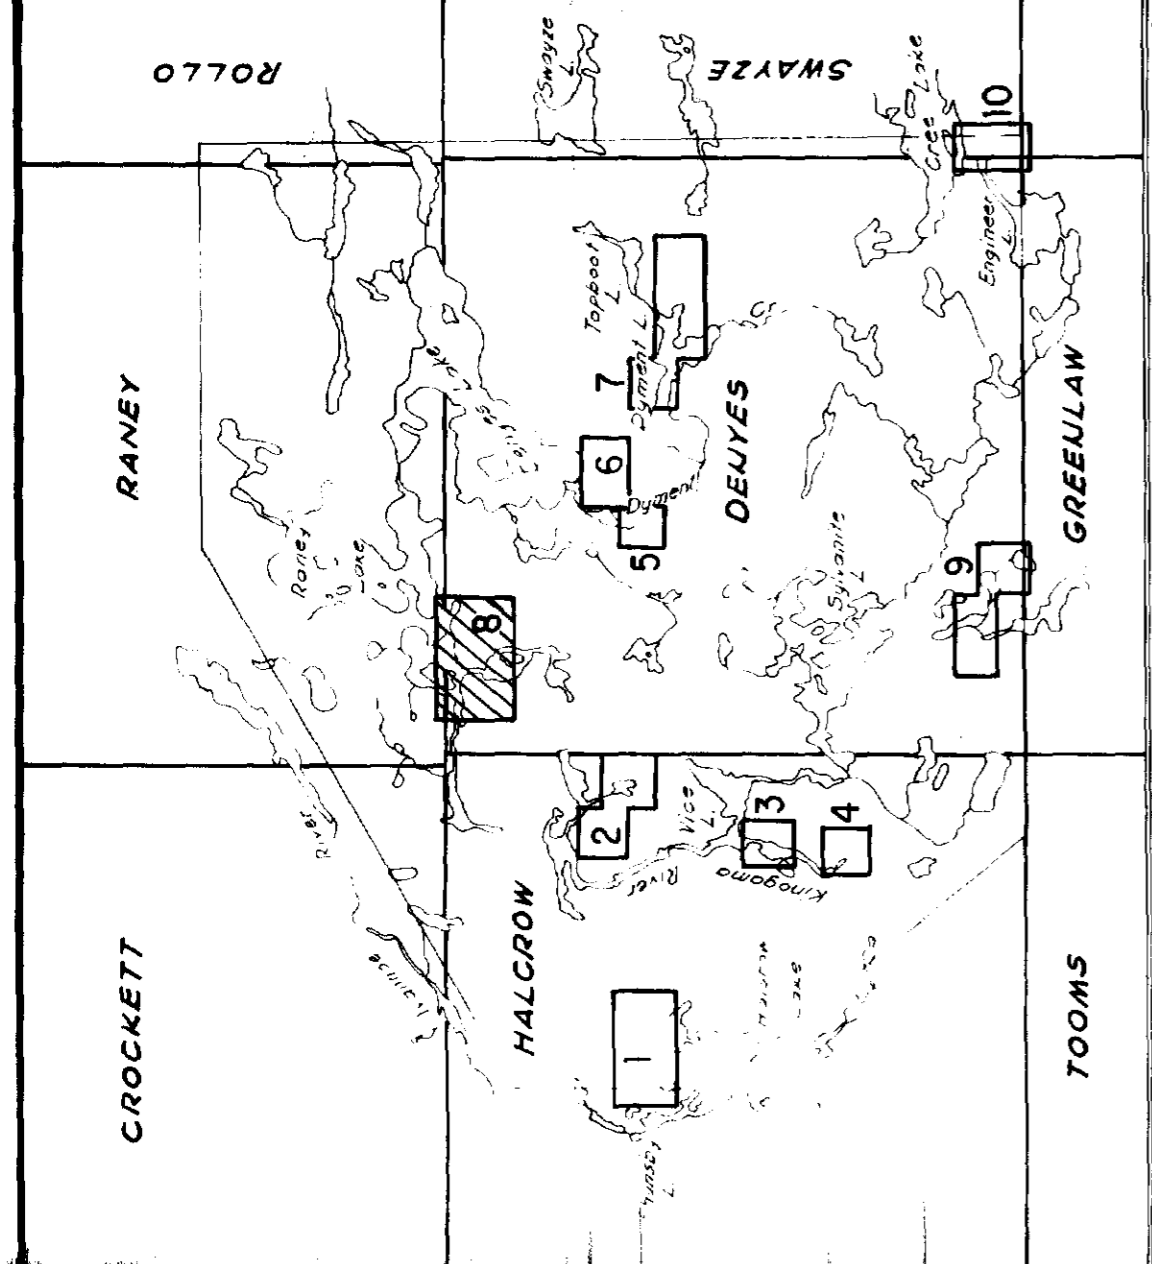 CROCKETT
RANEY
ROLLO
River
Raney
Lake
HALCROW
DENYES
SWAYZE
Swayze
L.
Topboot
L.
Dyment L.
Dyment
Lake
Sylvanite
L.
Vice
L.
River
Kinogama
Cree Lake
Engineer
L.
TOOMS
GREENLAW
1
2
3
4
5
6
7
8
9
10